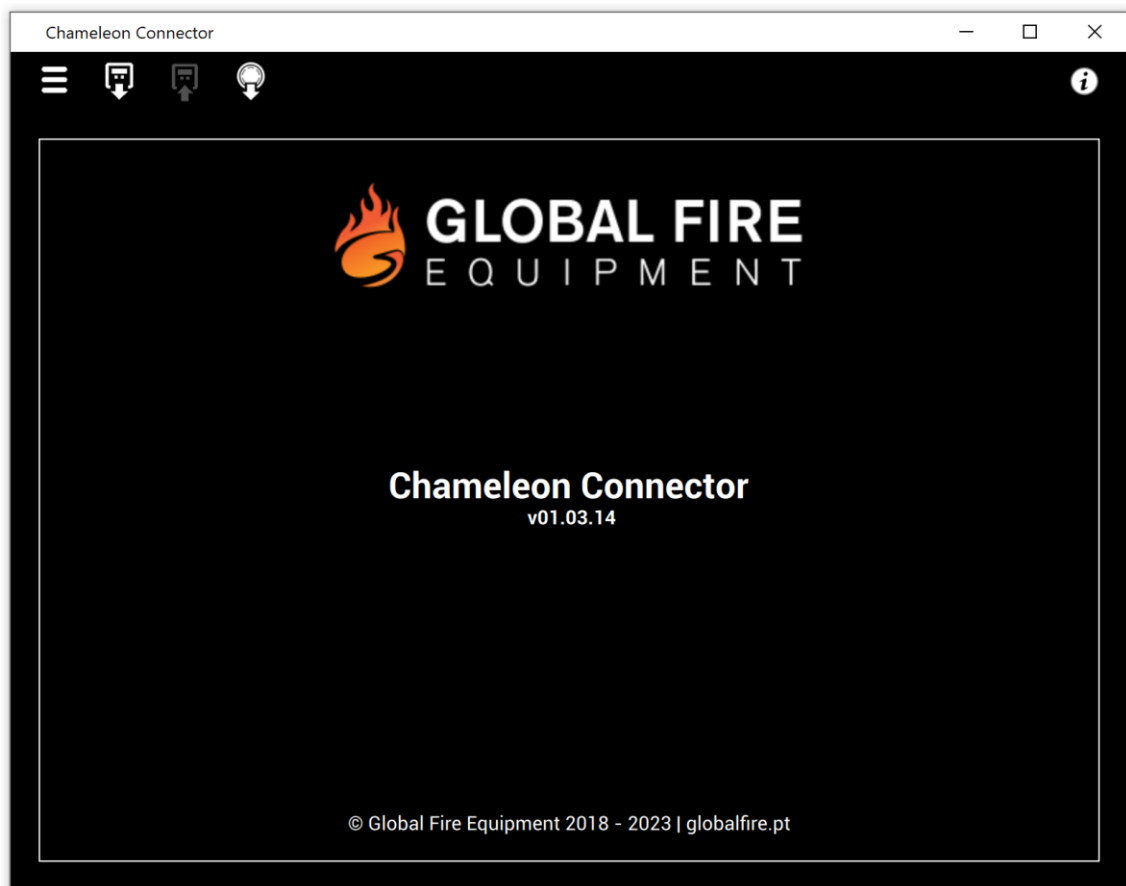 Chameleon Connector
GLOBAL FIRE
EQUIPMENT
Chameleon Connector
v01.03.14
© Global Fire Equipment 2018 - 2023 | globalfire.pt